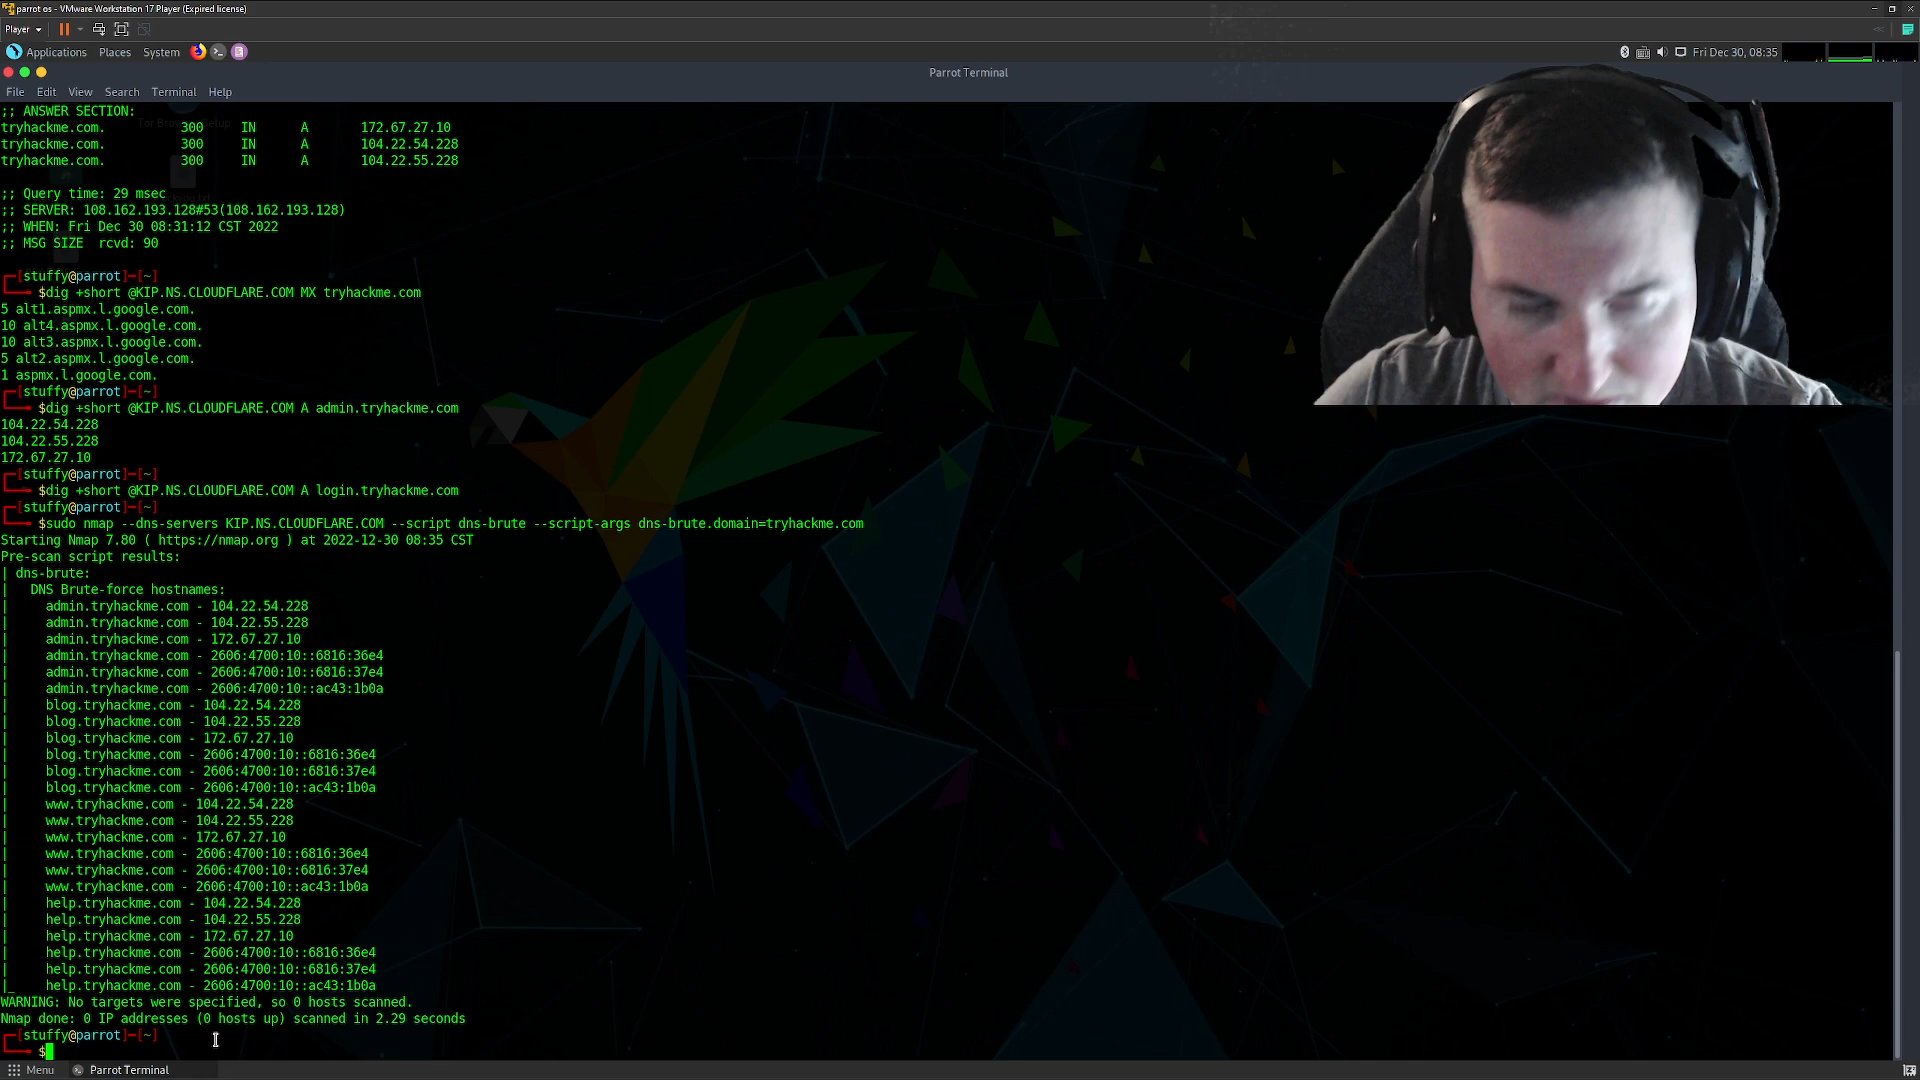 parrot os - VMware Workstation 17 Player (Expired license)
Player
Applications Places System Fri Dec 30, 08:35
Parrot Terminal
File Edit View Search Terminal Help
;; ANSWER SECTION:
tryhackme.com. 300 IN A 172.67.27.10
tryhackme.com. 300 IN A 104.22.54.228
tryhackme.com. 300 IN A 104.22.55.228
;; Query time: 29 msec
;; SERVER: 108.162.193.128#53(108.162.193.128)
;; WHEN: Fri Dec 30 08:31:12 CST 2022
;; MSG SIZE rcvd: 90
[stuffy@parrot]-[~]
$dig +short @KIP.NS.CLOUDFLARE.COM MX tryhackme.com
5 alt1.aspmx.l.google.com.
10 alt4.aspmx.l.google.com.
10 alt3.aspmx.l.google.com.
5 alt2.aspmx.l.google.com.
1 aspmx.l.google.com.
[stuffy@parrot]-[~]
$dig +short @KIP.NS.CLOUDFLARE.COM A admin.tryhackme.com
104.22.54.228
104.22.55.228
172.67.27.10
[stuffy@parrot]-[~]
$dig +short @KIP.NS.CLOUDFLARE.COM A login.tryhackme.com
[stuffy@parrot]-[~]
$sudo nmap --dns-servers KIP.NS.CLOUDFLARE.COM --script dns-brute --script-args dns-brute.domain=tryhackme.com
Starting Nmap 7.80 ( https://nmap.org ) at 2022-12-30 08:35 CST
Pre-scan script results:
| dns-brute:
|   DNS Brute-force hostnames:
|     admin.tryhackme.com - 104.22.54.228
|     admin.tryhackme.com - 104.22.55.228
|     admin.tryhackme.com - 172.67.27.10
|     admin.tryhackme.com - 2606:4700:10::6816:36e4
|     admin.tryhackme.com - 2606:4700:10::6816:37e4
|     admin.tryhackme.com - 2606:4700:10::ac43:1b0a
|     blog.tryhackme.com - 104.22.54.228
|     blog.tryhackme.com - 104.22.55.228
|     blog.tryhackme.com - 172.67.27.10
|     blog.tryhackme.com - 2606:4700:10::6816:36e4
|     blog.tryhackme.com - 2606:4700:10::6816:37e4
|     blog.tryhackme.com - 2606:4700:10::ac43:1b0a
|     www.tryhackme.com - 104.22.54.228
|     www.tryhackme.com - 104.22.55.228
|     www.tryhackme.com - 172.67.27.10
|     www.tryhackme.com - 2606:4700:10::6816:36e4
|     www.tryhackme.com - 2606:4700:10::6816:37e4
|     www.tryhackme.com - 2606:4700:10::ac43:1b0a
|     help.tryhackme.com - 104.22.54.228
|     help.tryhackme.com - 104.22.55.228
|     help.tryhackme.com - 172.67.27.10
|     help.tryhackme.com - 2606:4700:10::6816:36e4
|     help.tryhackme.com - 2606:4700:10::6816:37e4
|_    help.tryhackme.com - 2606:4700:10::ac43:1b0a
WARNING: No targets were specified, so 0 hosts scanned.
Nmap done: 0 IP addresses (0 hosts up) scanned in 2.29 seconds
[stuffy@parrot]-[~]
$
Menu Parrot Terminal